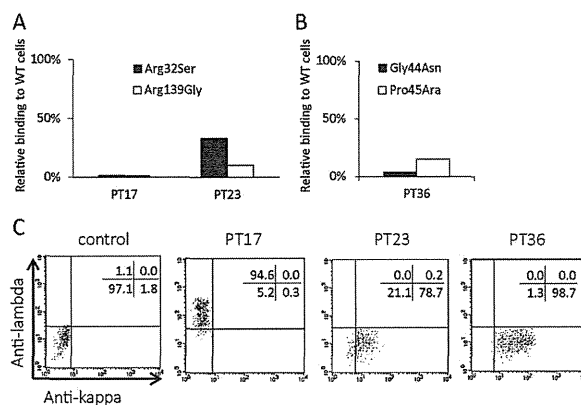 A
Relative binding to WT cells
100%
50%
0%
Arg32Ser
Arg139Gly
PT17 PT23
B
Relative binding to WT cells
100%
50%
0%
Gly44Asn
Pro45Ara
PT36
C
control PT17 PT23 PT36
1.1 0.0
97.1 1.8
94.6 0.0
5.2 0.3
0.0 0.2
21.1 78.7
0.0 0.0
1.3 98.7
Anti-lambda
Anti-kappa